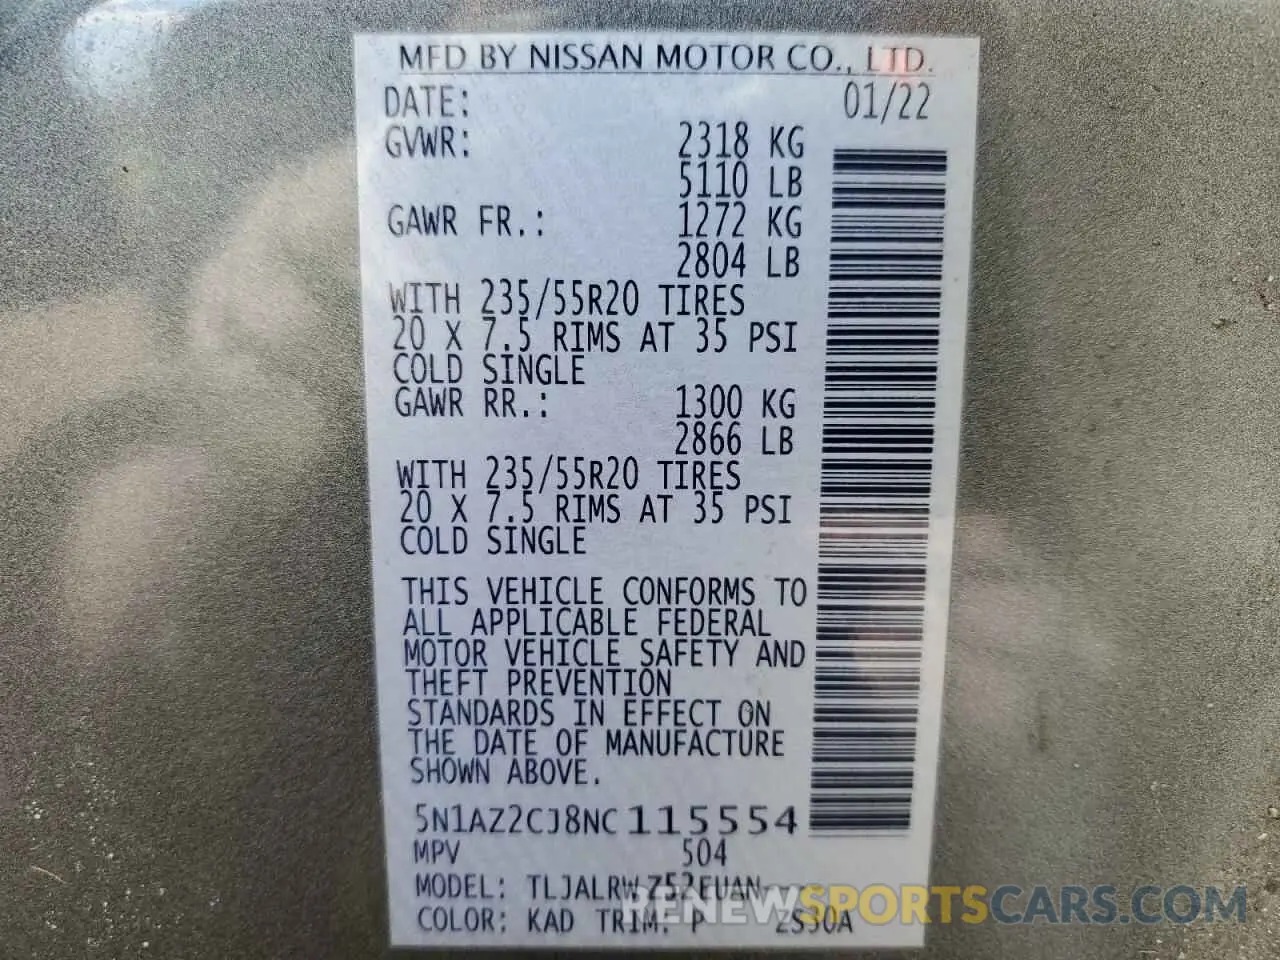 MFD BY NISSAN MOTOR CO., LTD.
DATE: 01/22
GVWR: 2318 KG
5110 LB
GAWR FR.: 1272 KG
2804 LB
WITH 235/55R20 TIRES
20 X 7.5 RIMS AT 35 PSI
COLD SINGLE
GAWR RR.: 1300 KG
2866 LB
WITH 235/55R20 TIRES
20 X 7.5 RIMS AT 35 PSI
COLD SINGLE
THIS VEHICLE CONFORMS TO
ALL APPLICABLE FEDERAL
MOTOR VEHICLE SAFETY AND
THEFT PREVENTION
STANDARDS IN EFFECT ON
THE DATE OF MANUFACTURE
SHOWN ABOVE.
5N1AZ2CJ8NC115554
MPV 504
MODEL: TLJALRWZ52EUAN----
COLOR: KAD TRIM: P ZS30A
RENEWSPORTSCARS.COM